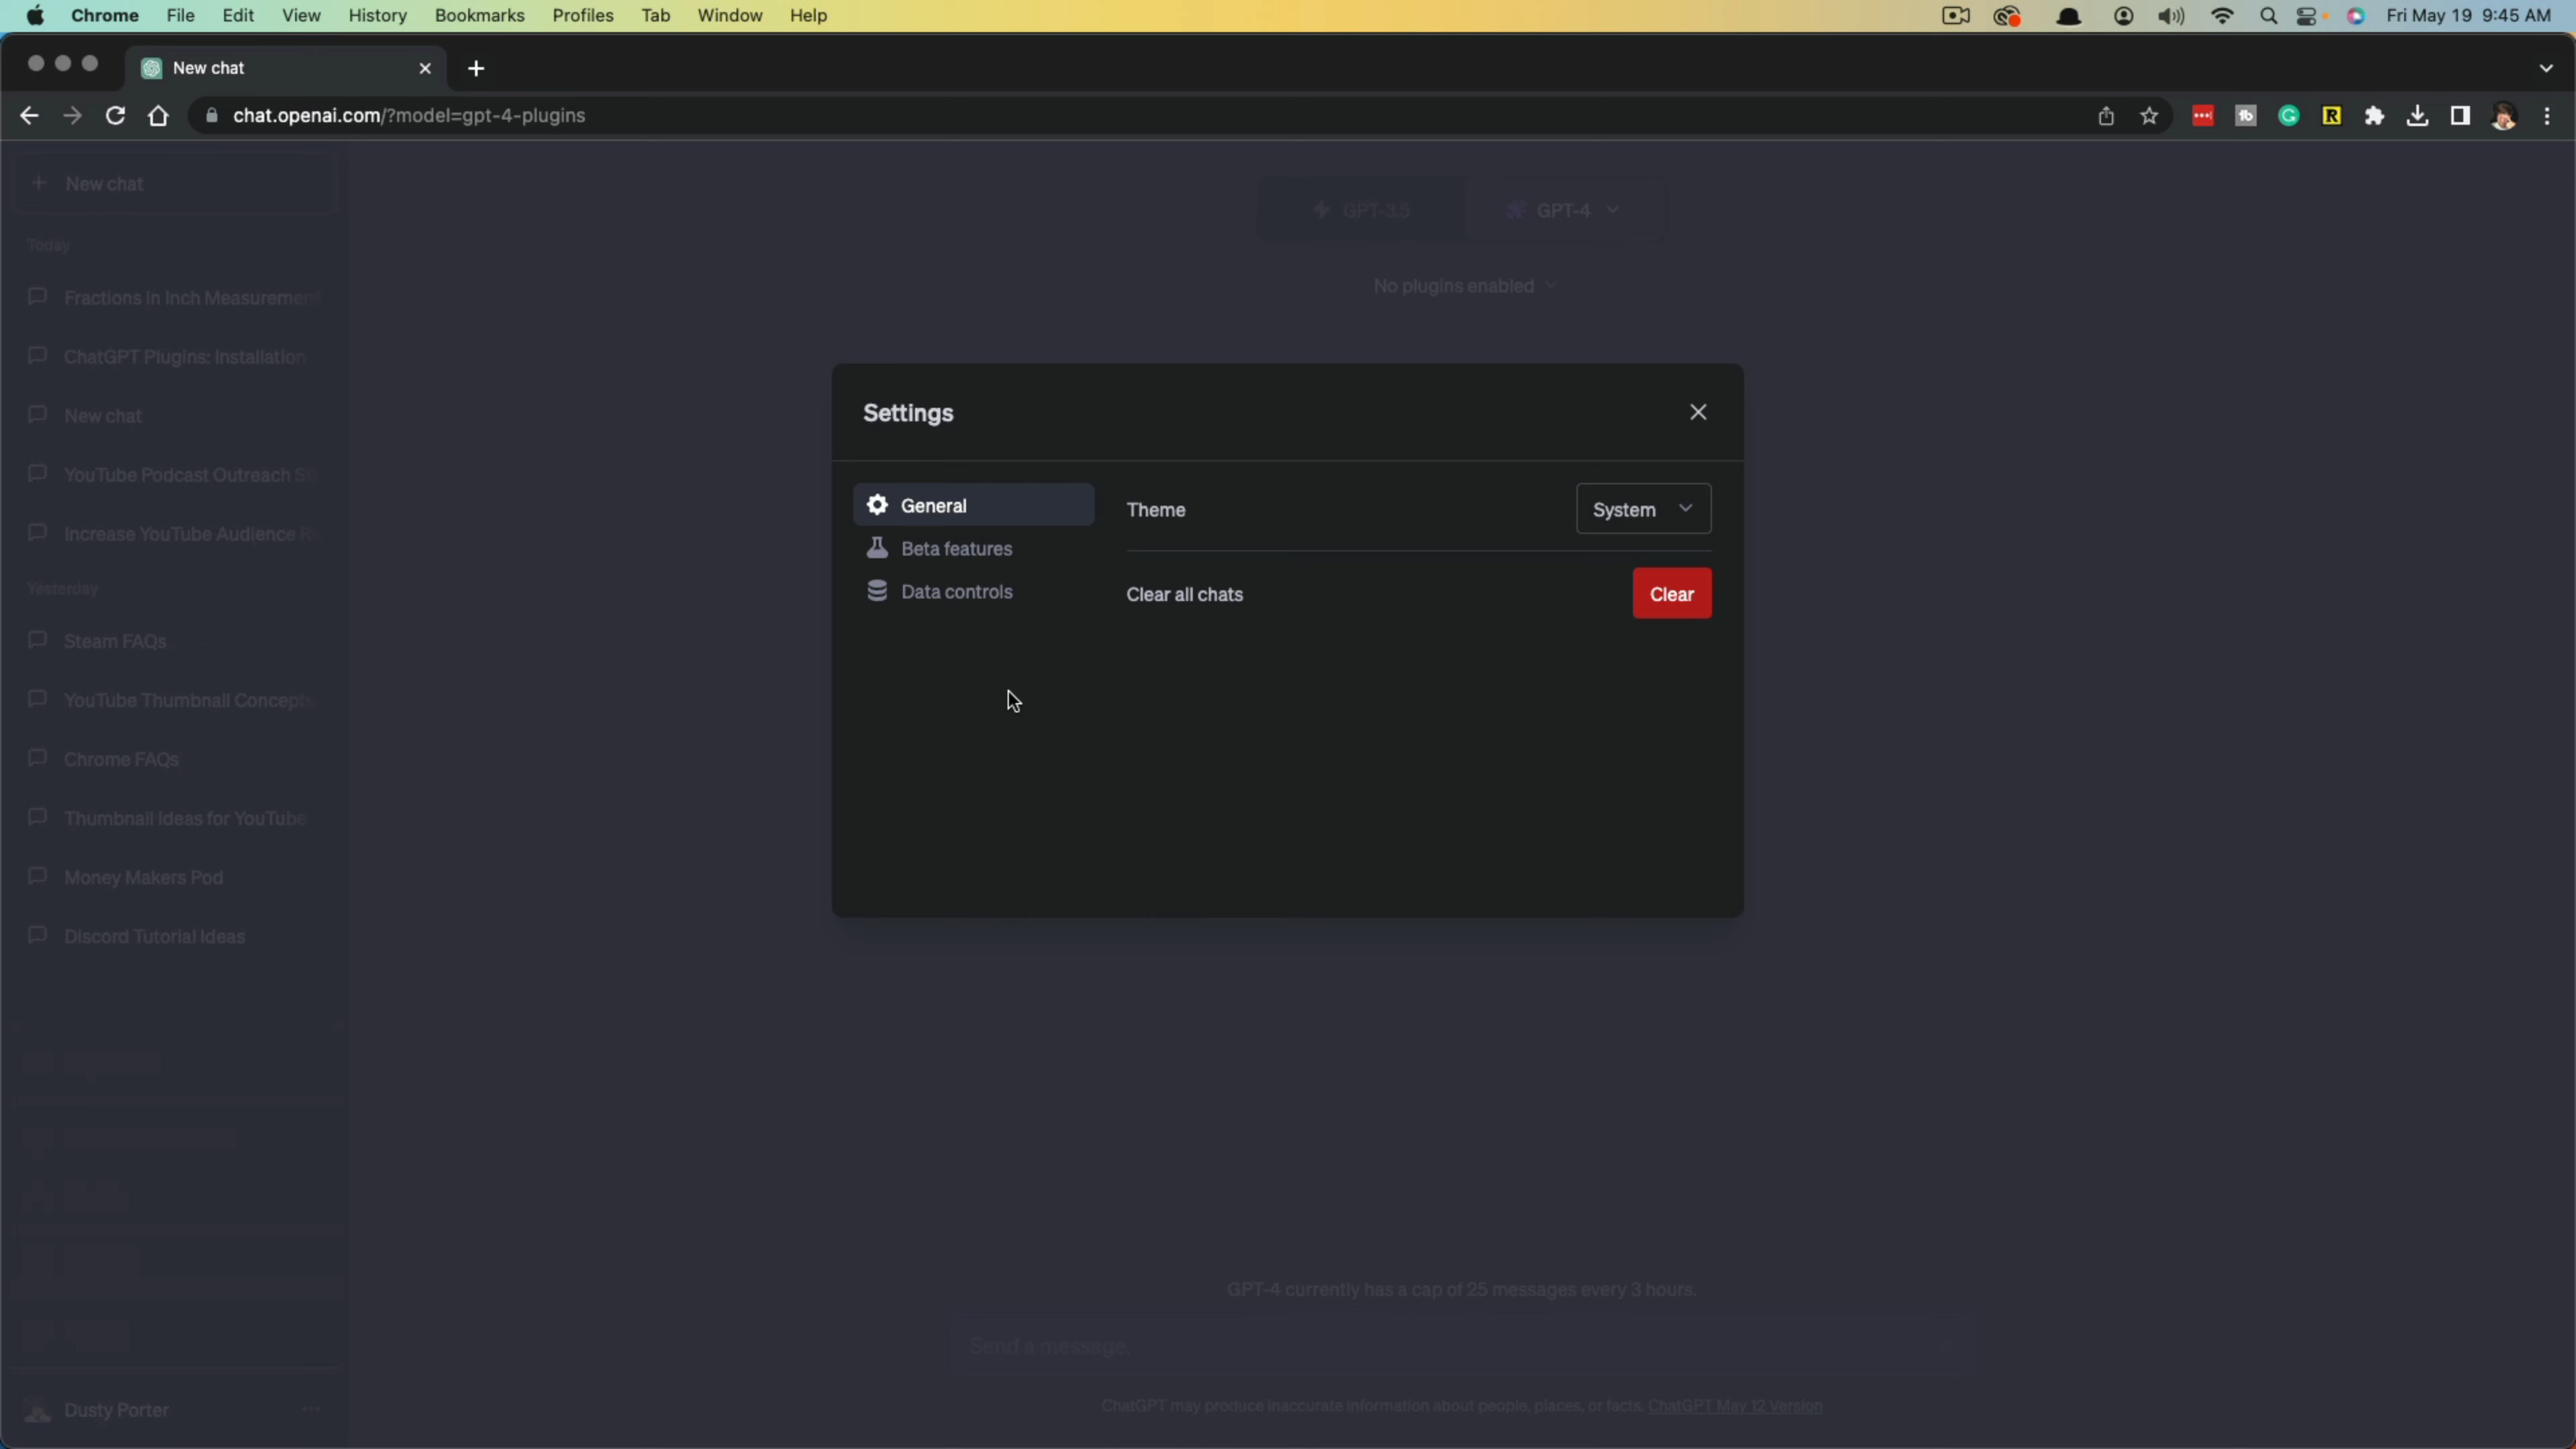 Chrome File Edit View History Bookmarks Profiles Tab Window Help
Fri May 19 9:45 AM
New chat
chat.openai.com/?model=gpt-4-plugins
New chat
Today
Fractions in Inch Measurement
ChatGPT Plugins: Installation
New chat
YouTube Podcast Outreach
Increase YouTube Audience
Yesterday
Steam FAQs
YouTube Thumbnail Concepts
Chrome FAQs
Thumbnail Ideas for YouTube
Money Makers Pod
Discord Tutorial Ideas
Dusty Porter
GPT-3.5
GPT-4
No plugins enabled
Settings
General
Beta features
Data controls
Theme
System
Clear all chats
Clear
GPT-4 currently has a cap of 25 messages every 3 hours.
Send a message.
ChatGPT may produce inaccurate information about people, places, or facts. ChatGPT May 12 Version